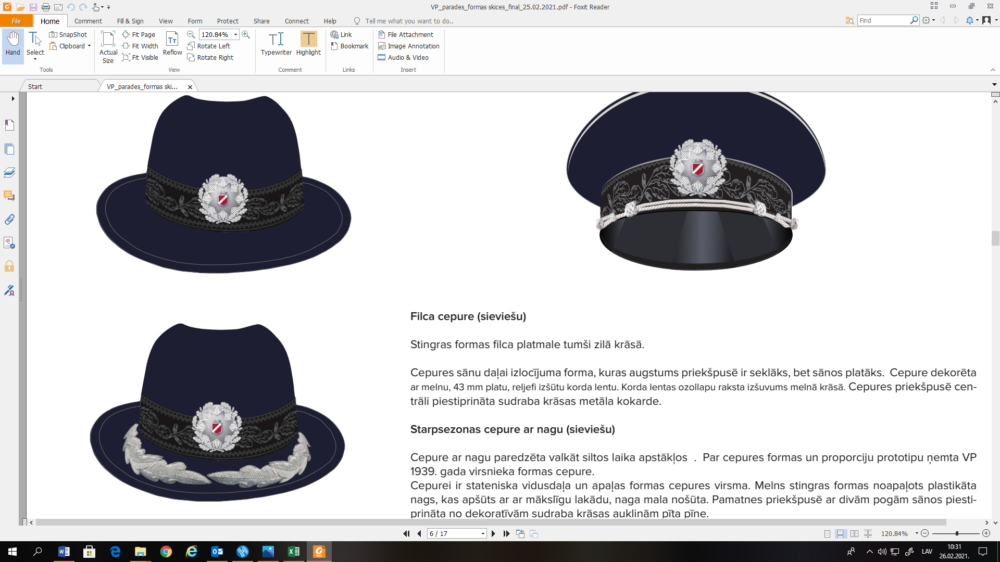 VP_parades_formas skices_final_25.02.2021.pdf - Foxit Reader
File Home Comment Fill & Sign View Form Protect Share Connect Help Tell me what you want to do.. Find
Hand
Select
SnapShot
Clipboard
Tools
Actual Size
Fit Page
Fit Width
Fit Visible
Reflow
120.84%
Rotate Left
Rotate Right
View
Typewriter
Highlight
Comment
Link
Bookmark
Links
File Attachment
Image Annotation
Audio & Video
Insert
Start
VP_parades_formas ski...
Filca cepure (sieviešu)
Stingras formas filca platmale tumši zilā krāsā.
Cepures sānu daļai izlocījuma forma, kuras augstums priekšpusē ir seklāks, bet sānos platāks. Cepure dekorēta
ar melnu, 43 mm platu, reljefi izšūtu korda lentu. Korda lentas ozollapu raksta izšuvums melnā krāsā. Cepures priekšpusē cen-
trāli piestiprināta sudraba krāsas metāla kokarde.
Starpsezonas cepure ar nagu (sieviešu)
Cepure ar nagu paredzēta valkāt siltos laika apstākļos . Par cepures formas un proporciju prototipu ņemta VP
1939. gada virsnieka formas cepure.
Cepurei ir stateniska vidusdaļa un apaļas formas cepures virsma. Melns stingras formas noapaļots plastikāta
nags, kas apšūts ar ar mākslīgu lakādu, naga mala nošūta. Pamatnes priekšpusē ar divām pogām sānos piesti-
prināta no dekoratīvām sudraba krāsas aukliņām pīta pīne.
6 / 17
120.84%
LAV
10:31
26.02.2021.